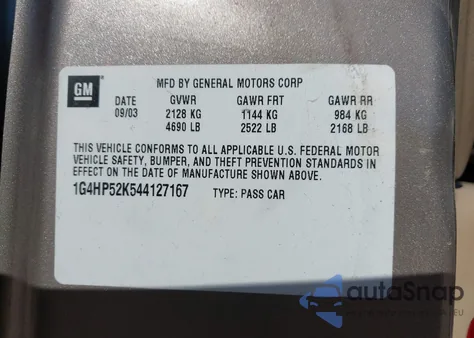 GM
MFD BY GENERAL MOTORS CORP
DATE GVWR GAWR FRT GAWR RR
09/03 2128 KG 1144 KG 984 KG
4690 LB 2522 LB 2168 LB
THIS VEHICLE CONFORMS TO ALL APPLICABLE U.S. FEDERAL MOTOR
VEHICLE SAFETY, BUMPER, AND THEFT PREVENTION STANDARDS IN
EFFECT ON THE DATE OF MANUFACTURE SHOWN ABOVE.
1G4HP52K544127167 TYPE: PASS CAR
autoSnap